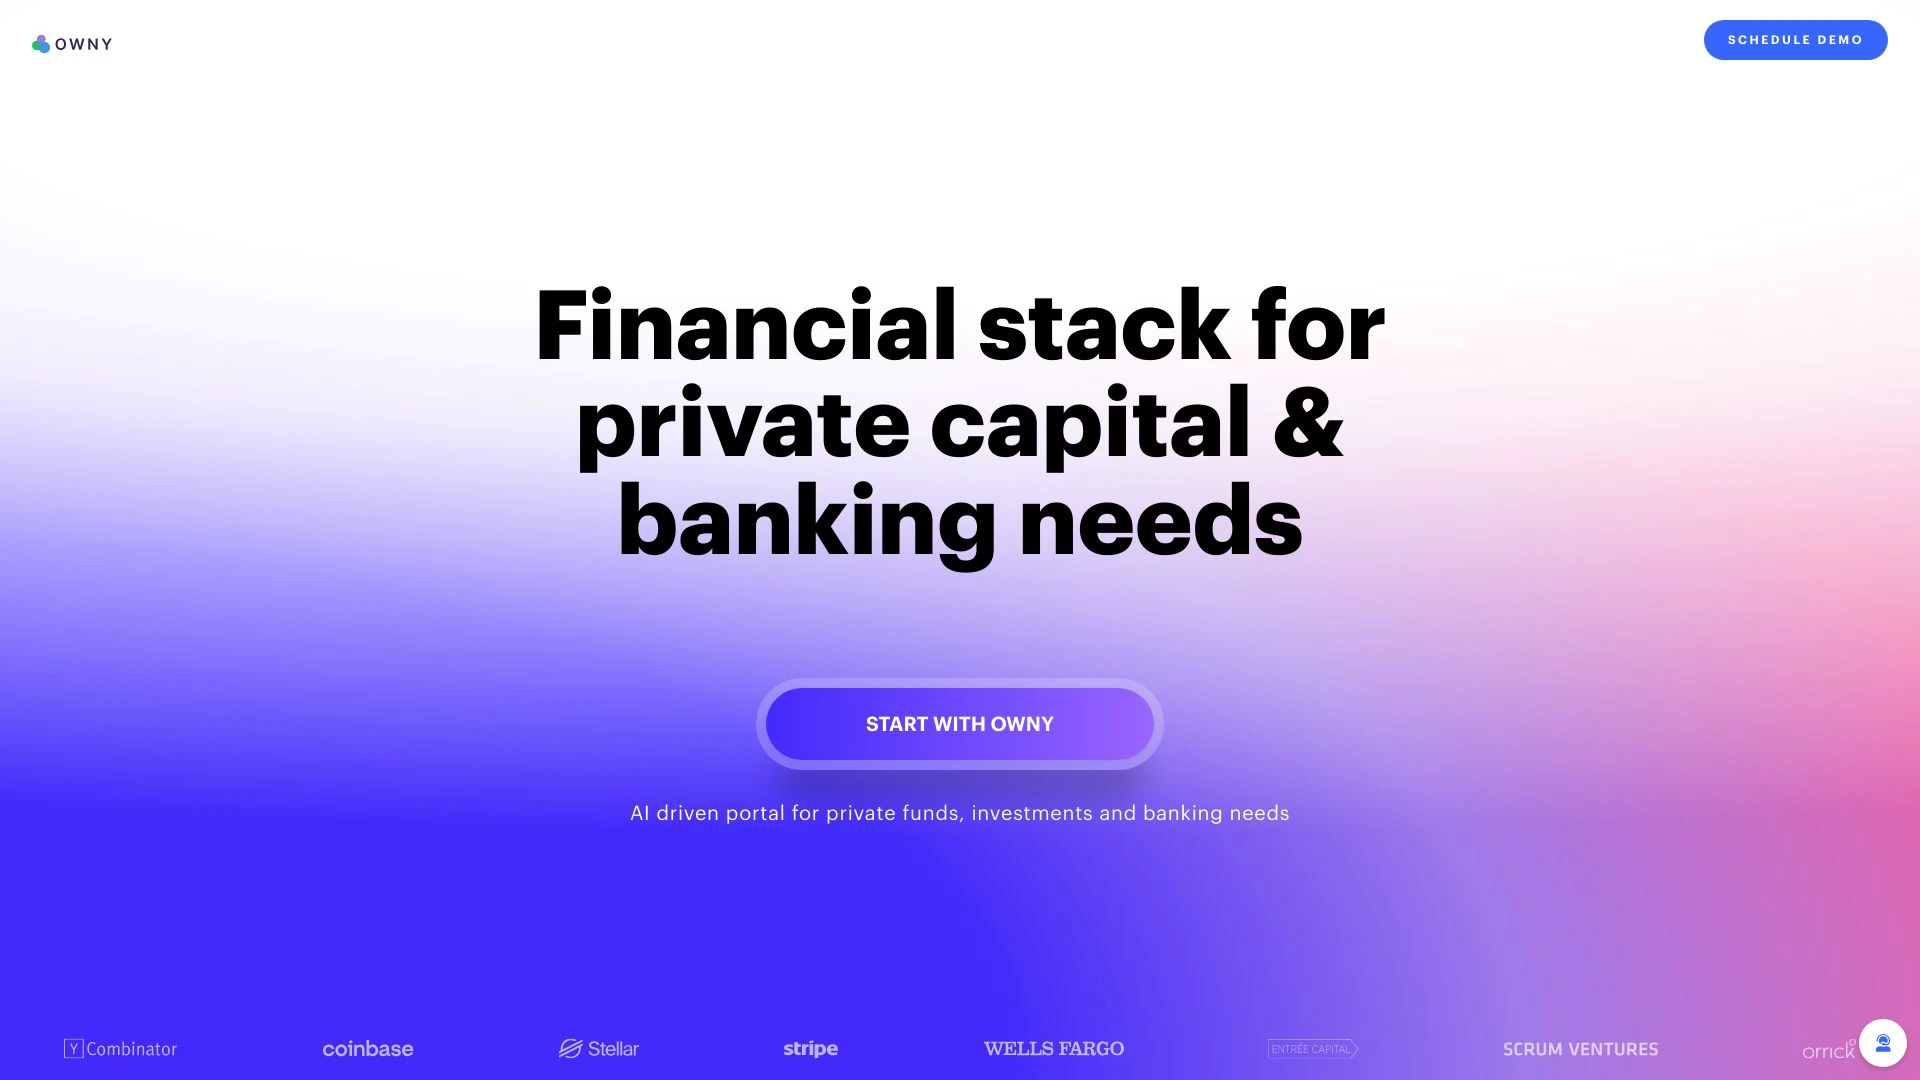 OWNY
SCHEDULE DEMO
Financial stack for
private capital &
banking needs
START WITH OWNY
AI driven portal for private funds, investments and banking needs
Y Combinator
coinbase
Stellar
stripe
WELLS FARGO
ENTRÉE CAPITAL
SCRUM VENTURES
orrick